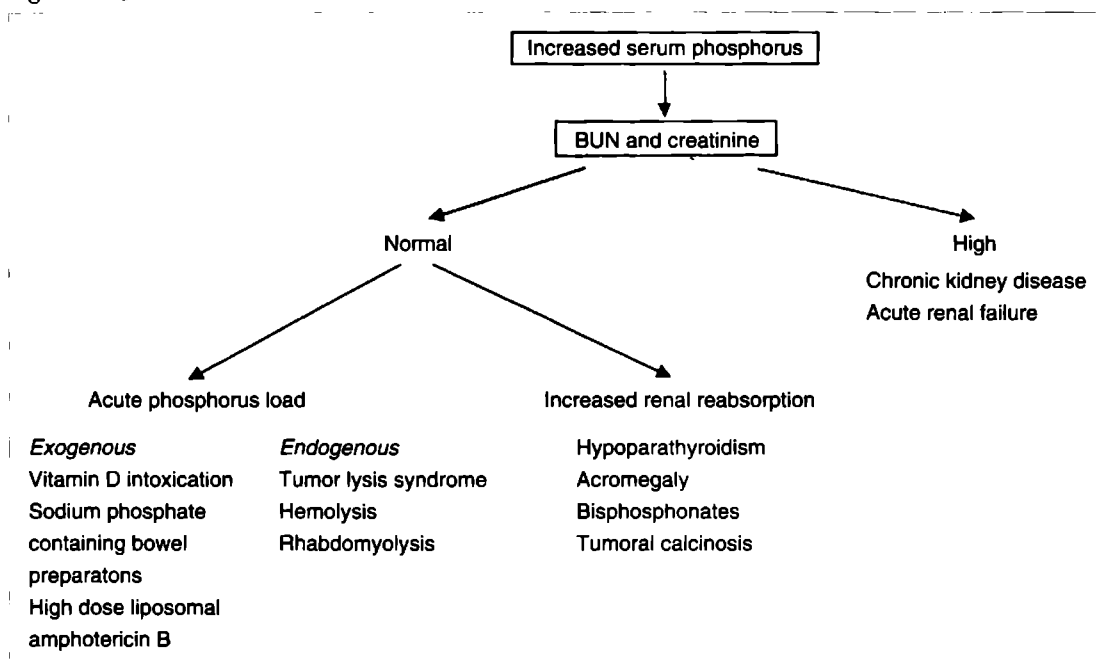 Increased serum phosphorus
BUN and creatinine
Normal
High
Chronic kidney disease
Acute renal failure
Acute phosphorus load
Exogenous
Vitamin D intoxication
Sodium phosphate
containing bowel
preparatons
High dose liposomal
amphotericin B
Endogenous
Tumor lysis syndrome
Hemolysis
Rhabdomyolysis
Increased renal reabsorption
Hypoparathyroidism
Acromegaly
Bisphosphonates
Tumoral calcinosis